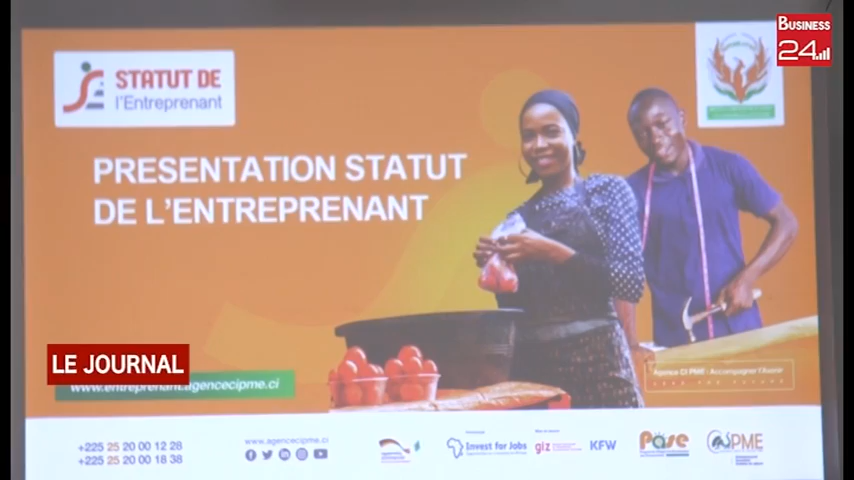 BUSINESS
24
STATUT DE
l'Entreprenant
PRESENTATION STATUT
DE L'ENTREPRENANT
LE JOURNAL
www.entreprenant.agencecipme.ci
Agence CI PME : Accompagner l'Avenir
+225 25 20 00 12 28
+225 25 20 00 18 38
www.agencecipme.ci
Invest for Jobs
giz
KFW
Pase
PME